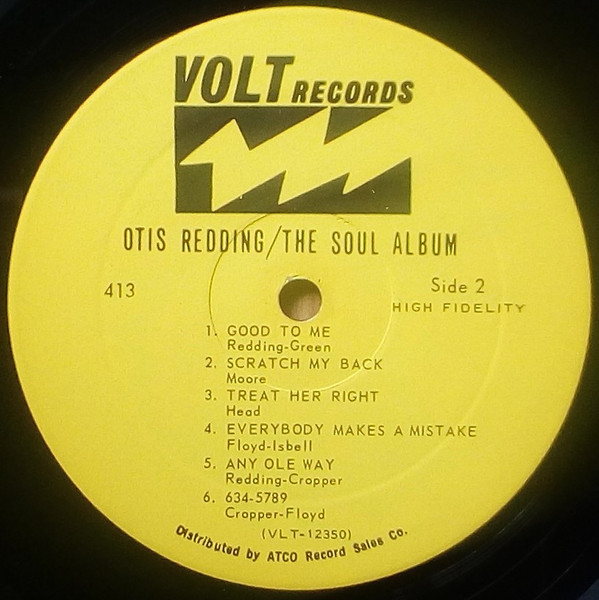 VOLT RECORDS
OTIS REDDING/THE SOUL ALBUM
413
Side 2
HIGH FIDELITY
1. GOOD TO ME
Redding-Green
2. SCRATCH MY BACK
Moore
3. TREAT HER RIGHT
Head
4. EVERYBODY MAKES A MISTAKE
Floyd-Isbell
5. ANY OLE WAY
Redding-Cropper
6. 634-5789
Cropper-Floyd
(VLT-12350)
Distributed by ATCO Record Sales Co.